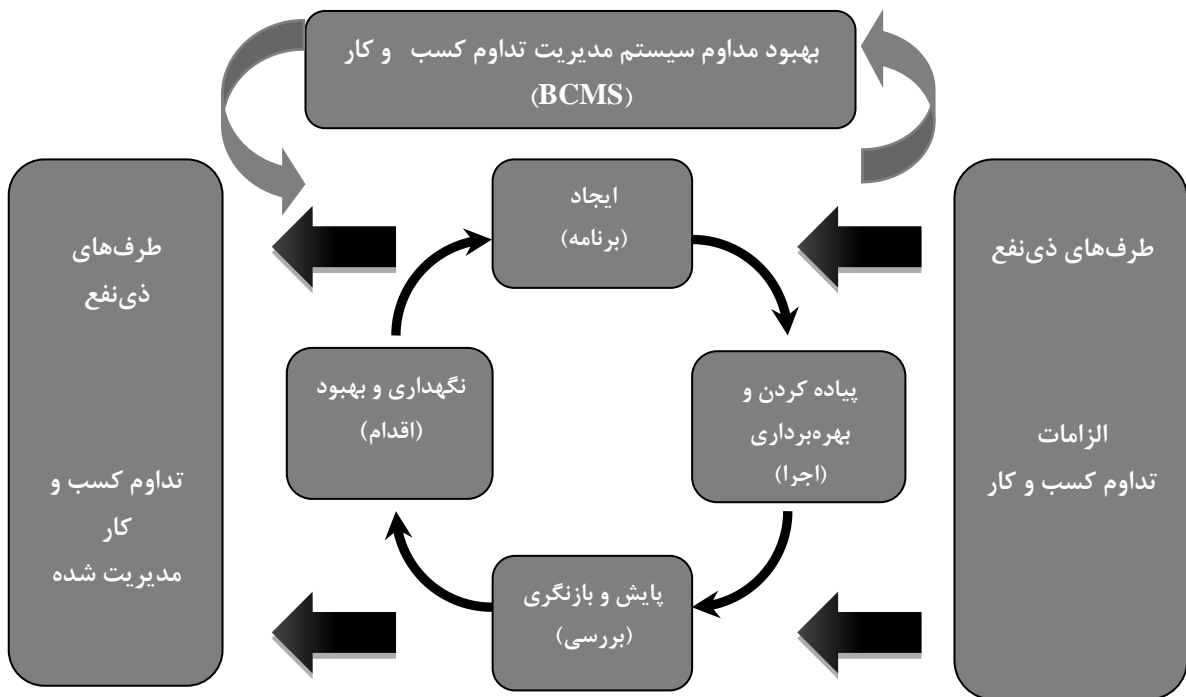 بهبود مداوم سیستم مدیریت تداوم کسب و کار
(BCMS)
طرف‌های ذی‌نفع
الزامات
تداوم کسب و کار
ایجاد
(برنامه)
پیاده کردن و
بهره‌برداری
(اجرا)
پایش و بازنگری
(بررسی)
نگهداری و بهبود
(اقدام)
طرف‌های
ذی‌نفع
تداوم کسب و
کار
مدیریت شده